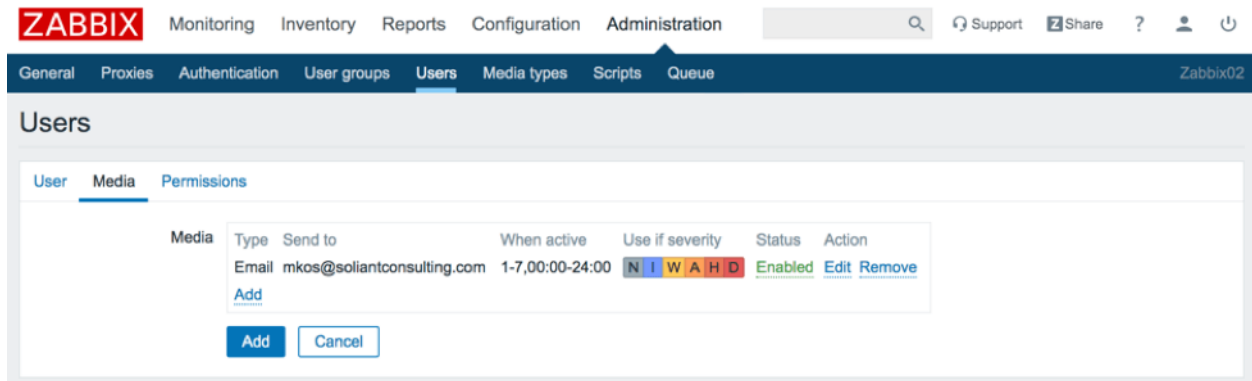 ZABBIX Monitoring Inventory Reports Configuration Administration Support Z Share ?
General Proxies Authentication User groups Users Media types Scripts Queue Zabbix02
Users
User Media Permissions
Media Type Send to When active Use if severity Status Action
Email mkos@soliantconsulting.com 1-7,00:00-24:00 N I W A H D Enabled Edit Remove
Add
Add Cancel